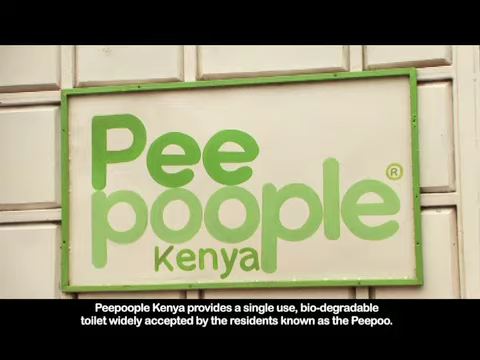 Pee
poople®
Kenya
Peepoople Kenya provides a single use, bio-degradable
toilet widely accepted by the residents known as the Peepoo.